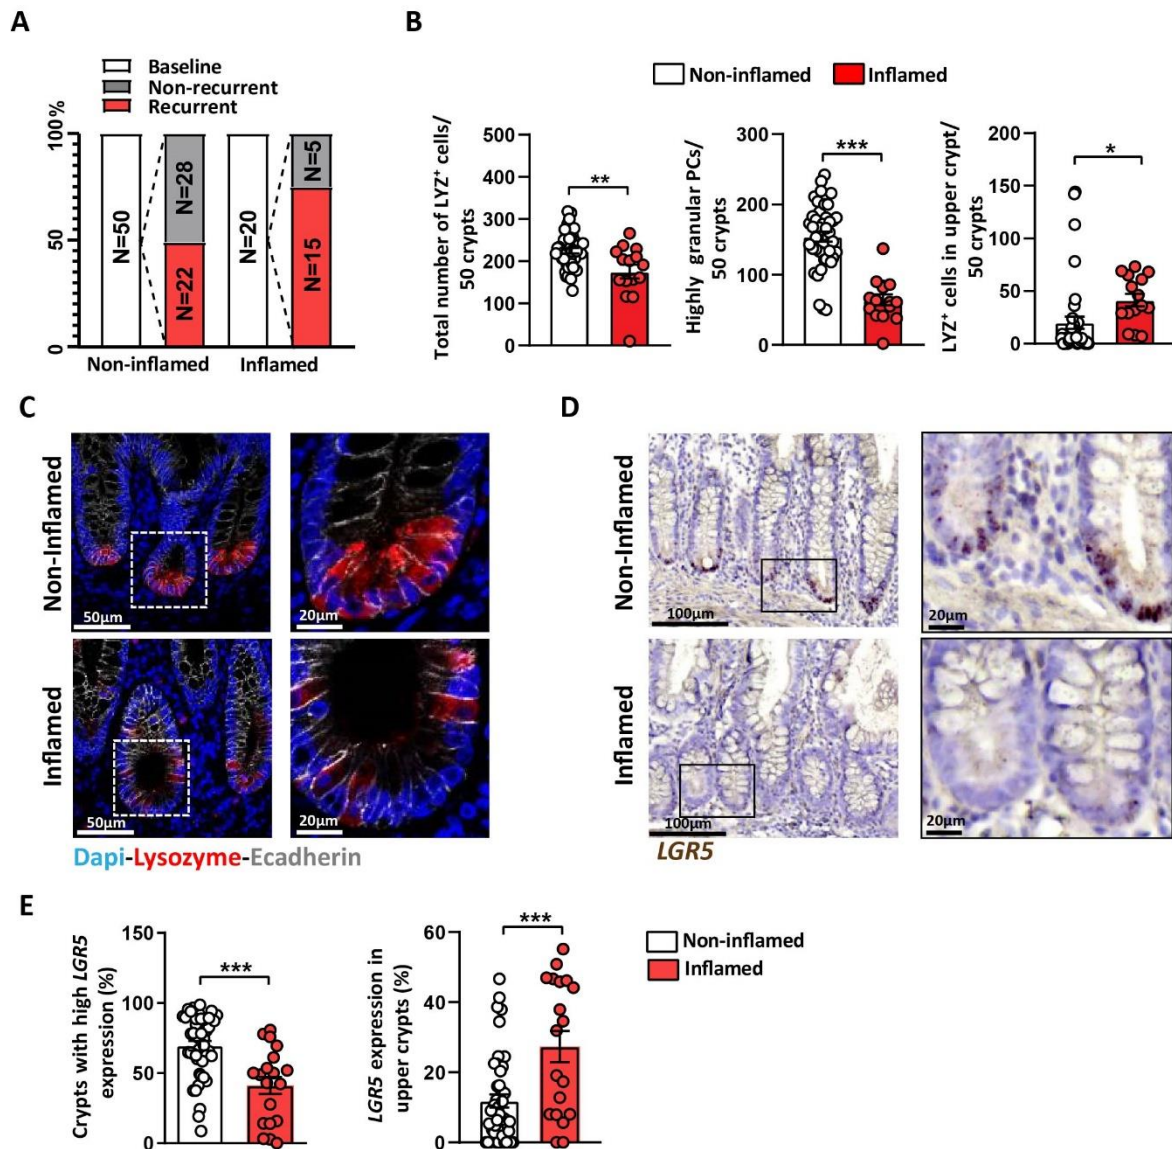 A
Baseline
Non-recurrent
Recurrent
100%
50
0
N=50
N=28
N=22
N=20
N=5
N=15
Non-inflamed
Inflamed
B
Non-inflamed
Inflamed
Total number of LYZ⁺ cells/
50 crypts
500
400
300
200
100
0
**
Highly granular PCs/
50 crypts
300
200
100
0
***
LYZ⁺ cells in upper crypt/
50 crypts
200
150
100
50
0
*
C
Non-Inflamed
50μm
20μm
Inflamed
50μm
20μm
Dapi-Lysozyme-Ecadherin
D
Non-Inflamed
100μm
20μm
Inflamed
100μm
20μm
LGR5
E
Crypts with high LGR5
expression (%)
150
100
50
0
***
LGR5 expression in
upper crypts (%)
60
40
20
0
***
Non-inflamed
Inflamed